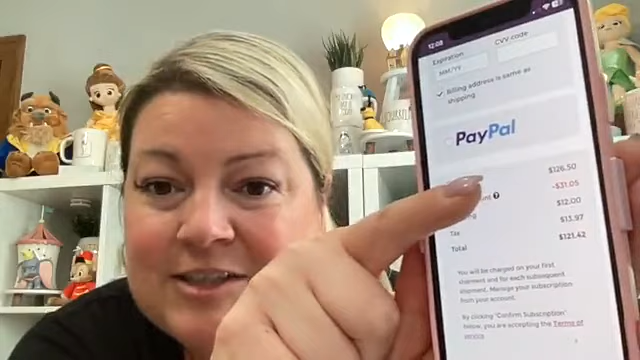 12:08
Expiration
CVV code
MM/YY
Billing address is same as
shipping
PayPal
$126.50
-$31.05
$12.00
Tax
$13.97
Total
$121.42
You will be charged on your first
shipment and for each subsequent
shipment. Manage your subscription
from your account.
By clicking 'Confirm Subscription'
below, you are accepting the Terms of